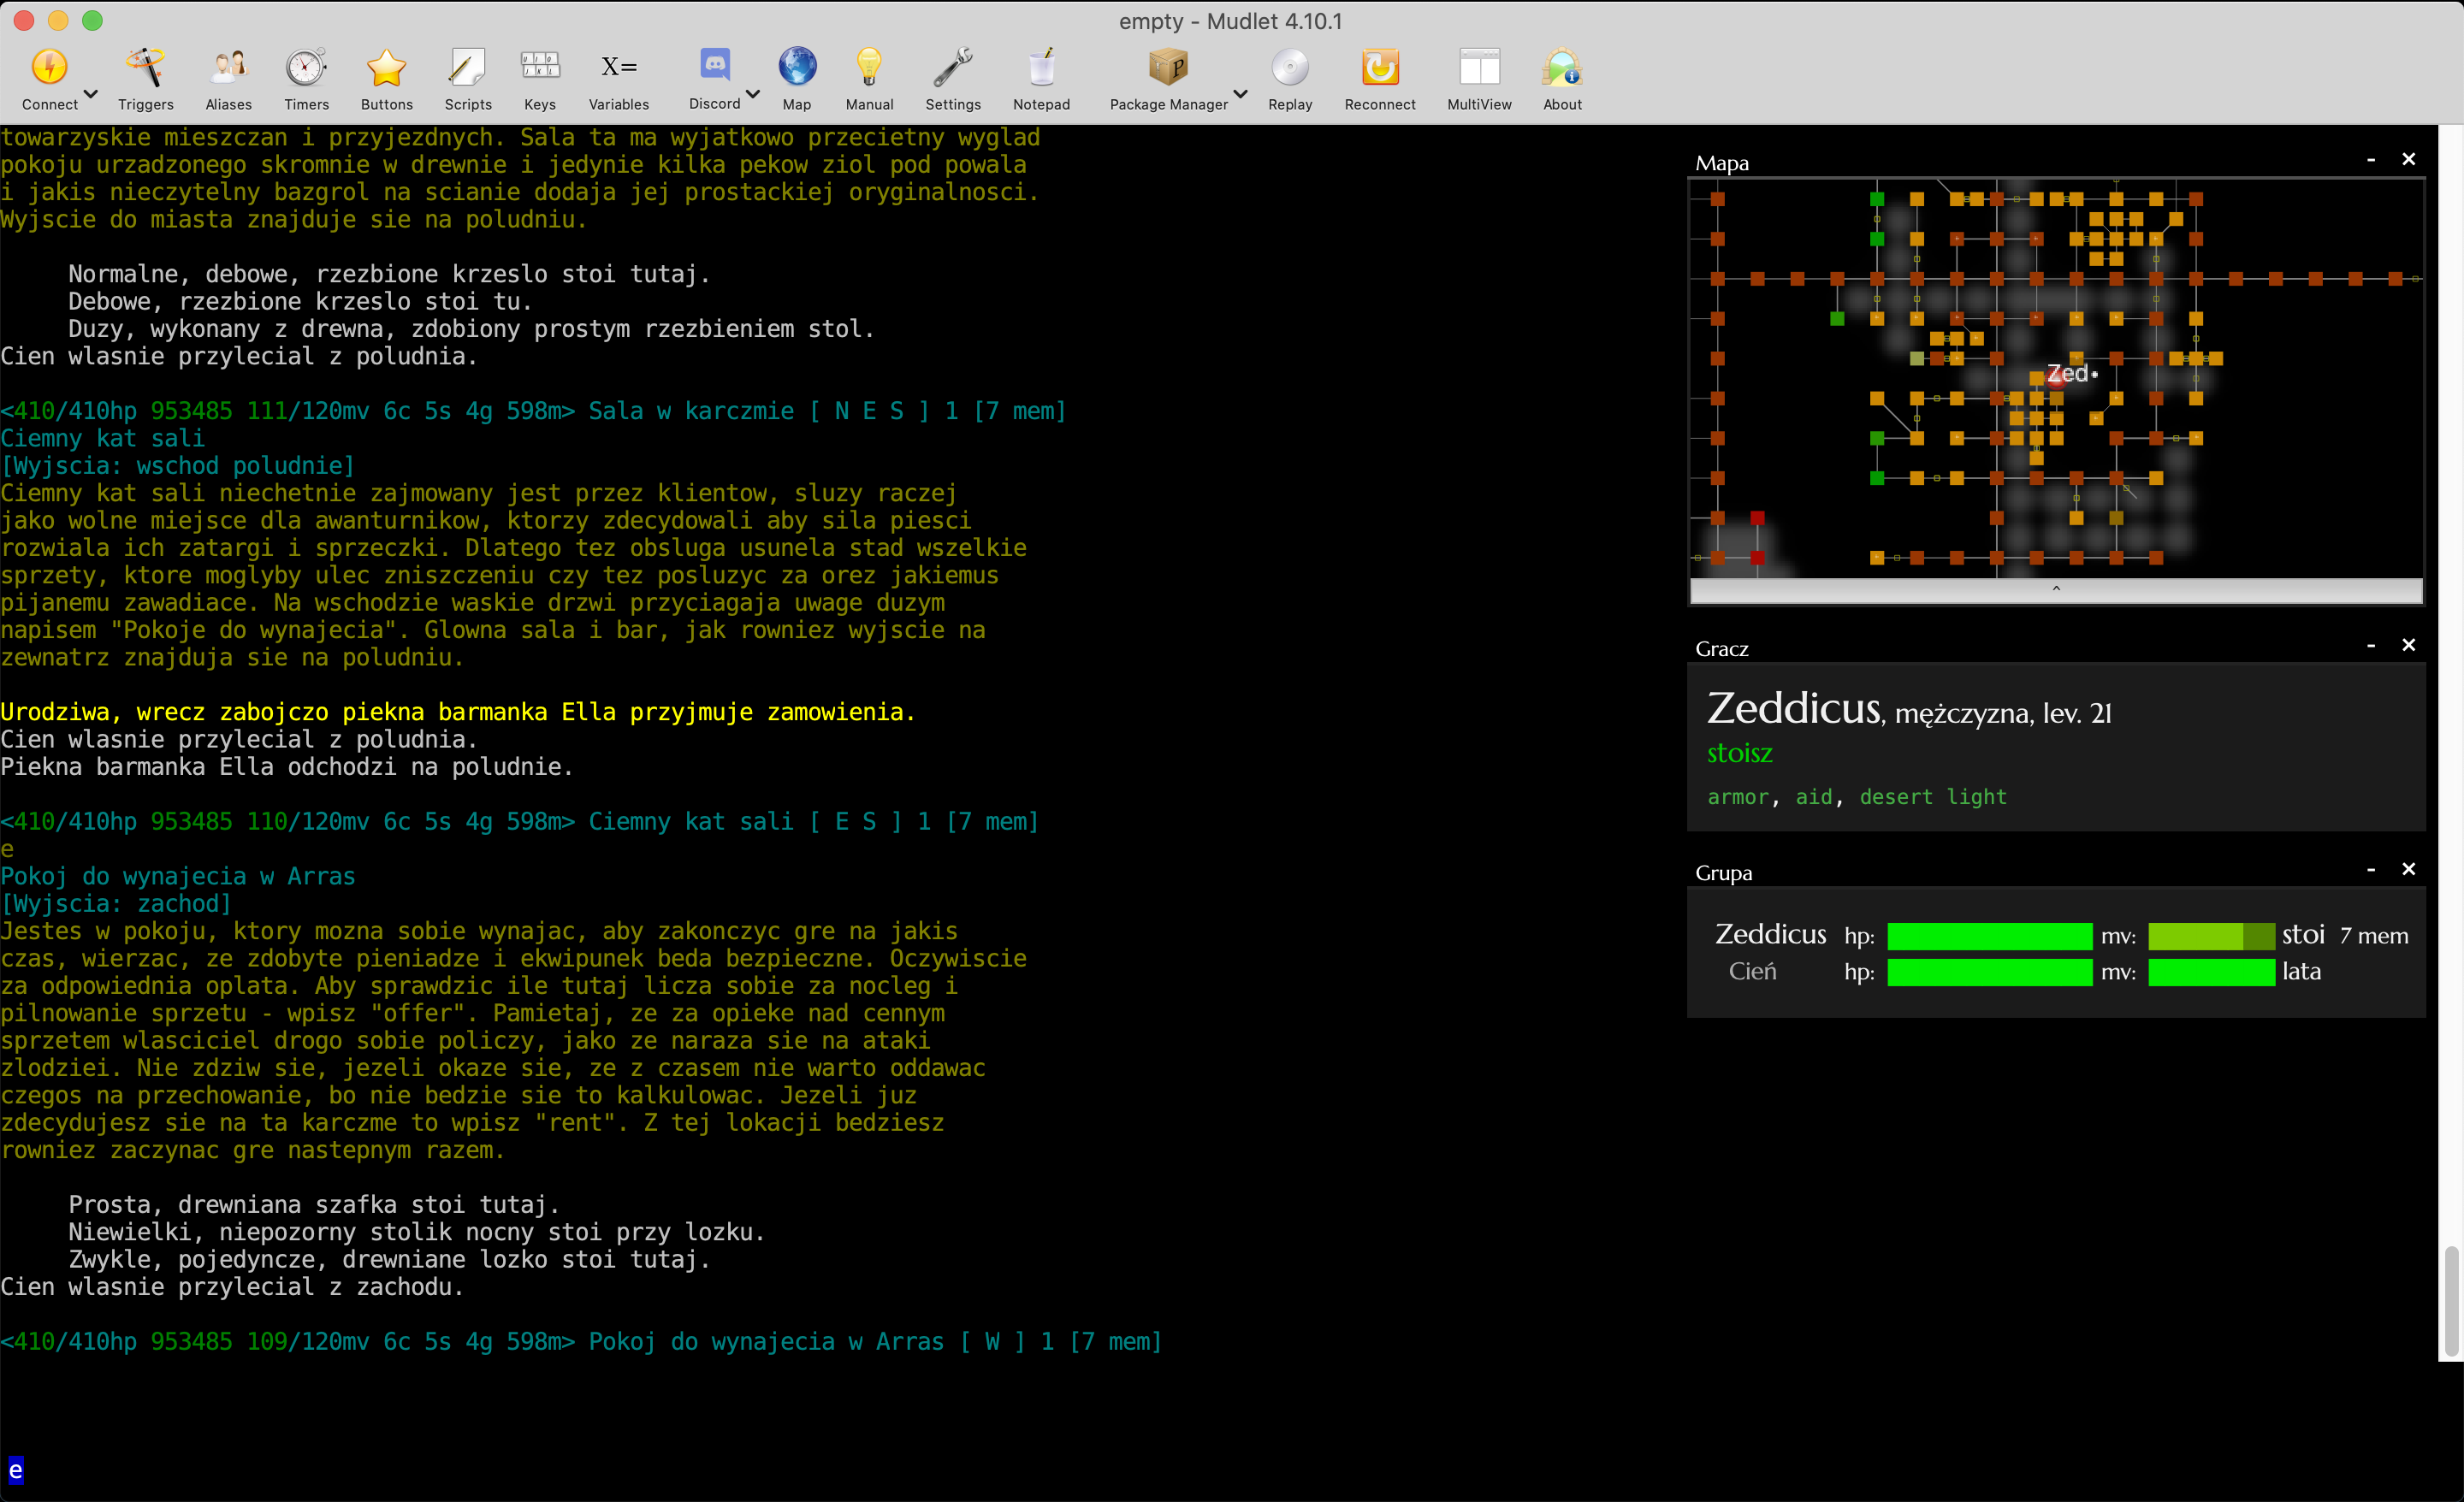 empty - Mudlet 4.10.1
Connect Triggers Aliases Timers Buttons Scripts Keys Variables Discord Map Manual Settings Notepad Package Manager Replay Reconnect MultiView About
towarzyskie mieszczan i przyjezdnych. Sala ta ma wyjatkowo przecietny wyglad
pokoju urzadzonego skromnie w drewnie i jedynie kilka pekow ziol pod powala
i jakis nieczytelny bazgrol na scianie dodaja jej prostackiej oryginalnosci.
Wyjscie do miasta znajduje sie na poludniu.
Normalne, debowe, rzezbione krzeslo stoi tutaj.
Debowe, rzezbione krzeslo stoi tu.
Duzy, wykonany z drewna, zdobiony prostym rzezbieniem stol.
Cien wlasnie przylecial z poludnia.
<410/410hp 953485 111/120mv 6c 5s 4g 598m> Sala w karczmie [ N E S ] 1 [7 mem]
Ciemny kat sali
[Wyjscia: wschod poludnie]
Ciemny kat sali niechetnie zajmowany jest przez klientow, sluzy raczej
jako wolne miejsce dla awanturnikow, ktorzy zdecydowali aby sila piesci
rozwiala ich zatargi i sprzeczki. Dlatego tez obsluga usunela stad wszelkie
sprzety, ktore moglyby ulec zniszczeniu czy tez posluzyc za orez jakiemus
pijanemu zawadiace. Na wschodzie waskie drzwi przyciagaja uwage duzym
napisem "Pokoje do wynajecia". Glowna sala i bar, jak rowniez wyjscie na
zewnatrz znajduja sie na poludniu.
Urodziwa, wrecz zabojczo piekna barmanka Ella przyjmuje zamowienia.
Cien wlasnie przylecial z poludnia.
Piekna barmanka Ella odchodzi na poludnie.
<410/410hp 953485 110/120mv 6c 5s 4g 598m> Ciemny kat sali [ E S ] 1 [7 mem]
e
Pokoj do wynajecia w Arras
[Wyjscia: zachod]
Jestes w pokoju, ktory mozna sobie wynajac, aby zakonczyc gre na jakis
czas, wierzac, ze zdobyte pieniadze i ekwipunek beda bezpieczne. Oczywiscie
za odpowiednia oplata. Aby sprawdzic ile tutaj licza sobie za nocleg i
pilnowanie sprzetu - wpisz "offer". Pamietaj, ze za opieke nad cennym
sprzetem wlasciciel drogo sobie policzy, jako ze naraza sie na ataki
zlodziei. Nie zdziw sie, jezeli okaze sie, ze z czasem nie warto oddawac
czegos na przechowanie, bo nie bedzie sie to kalkulowac. Jezeli juz
zdecydujesz sie na ta karczme to wpisz "rent". Z tej lokacji bedziesz
rowniez zaczynac gre nastepnym razem.
Prosta, drewniana szafka stoi tutaj.
Niewielki, niepozorny stolik nocny stoi przy lozku.
Zwykle, pojedyncze, drewniane lozko stoi tutaj.
Cien wlasnie przylecial z zachodu.
<410/410hp 953485 109/120mv 6c 5s 4g 598m> Pokoj do wynajecia w Arras [ W ] 1 [7 mem]
e
Mapa
Zed
Gracz
Zeddicus, mężczyzna, lev. 21
stoisz
armor, aid, desert light
Grupa
Zeddicus hp: mv: stoi 7 mem
Cień hp: mv: lata